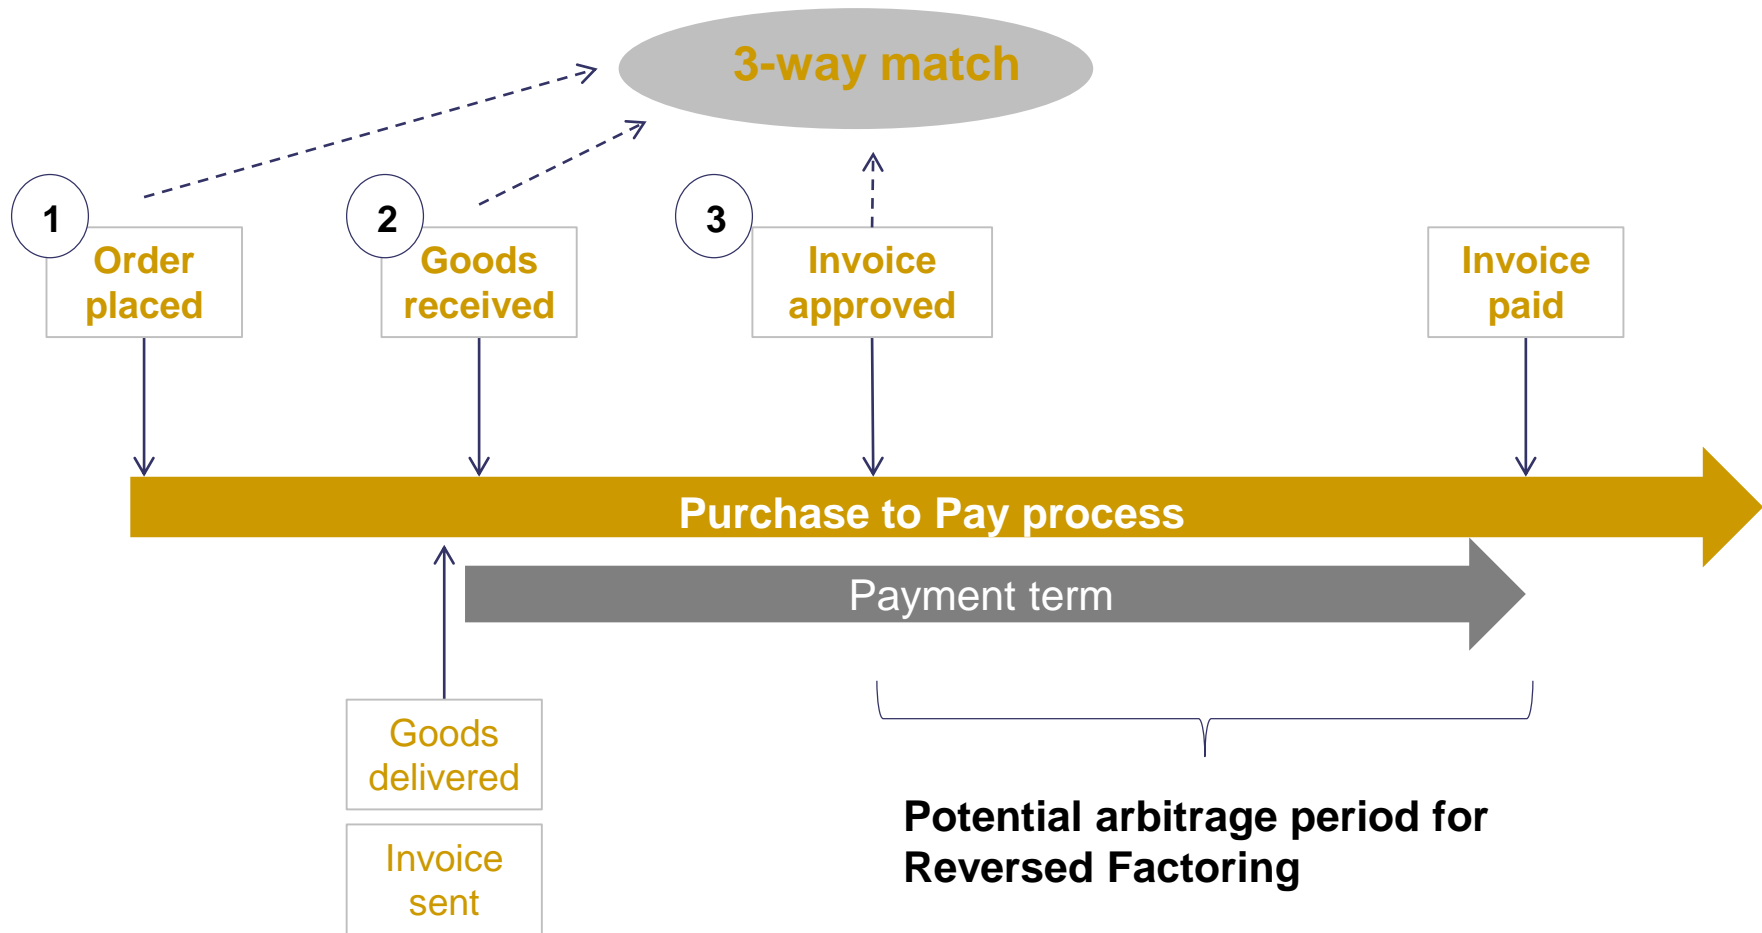 3-way match
1
2
3
Order
placed
Goods
received
Invoice
approved
Invoice
paid
Purchase to Pay process
Payment term
Goods
delivered
Invoice
sent
Potential arbitrage period for
Reversed Factoring